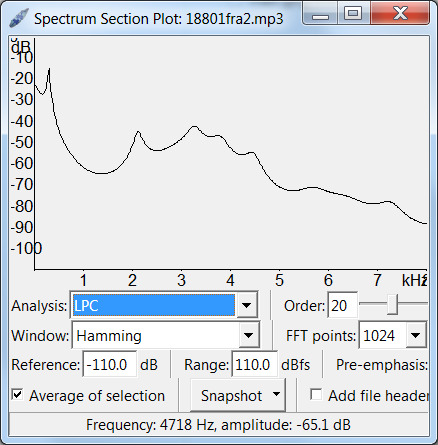 Spectrum Section Plot: 18801fra2.mp3
dB
-10
-20
-30
-40
-50
-60
-70
-80
-90
-100
1 2 3 4 5 6 7 kHz
Analysis: LPC Order: 20
Window: Hamming FFT points: 1024
Reference: -110.0 dB Range: 110.0 dBfs Pre-emphasis:
Average of selection Snapshot Add file header
Frequency: 4718 Hz, amplitude: -65.1 dB